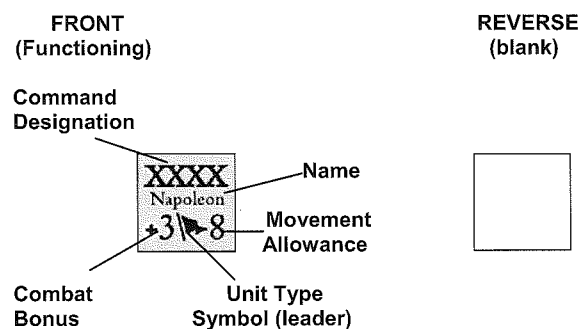 FRONT
(Functioning)
REVERSE
(blank)
Command
Designation
XXXX
Napoleon
+3 8
Name
Movement
Allowance
Combat
Bonus
Unit Type
Symbol (leader)